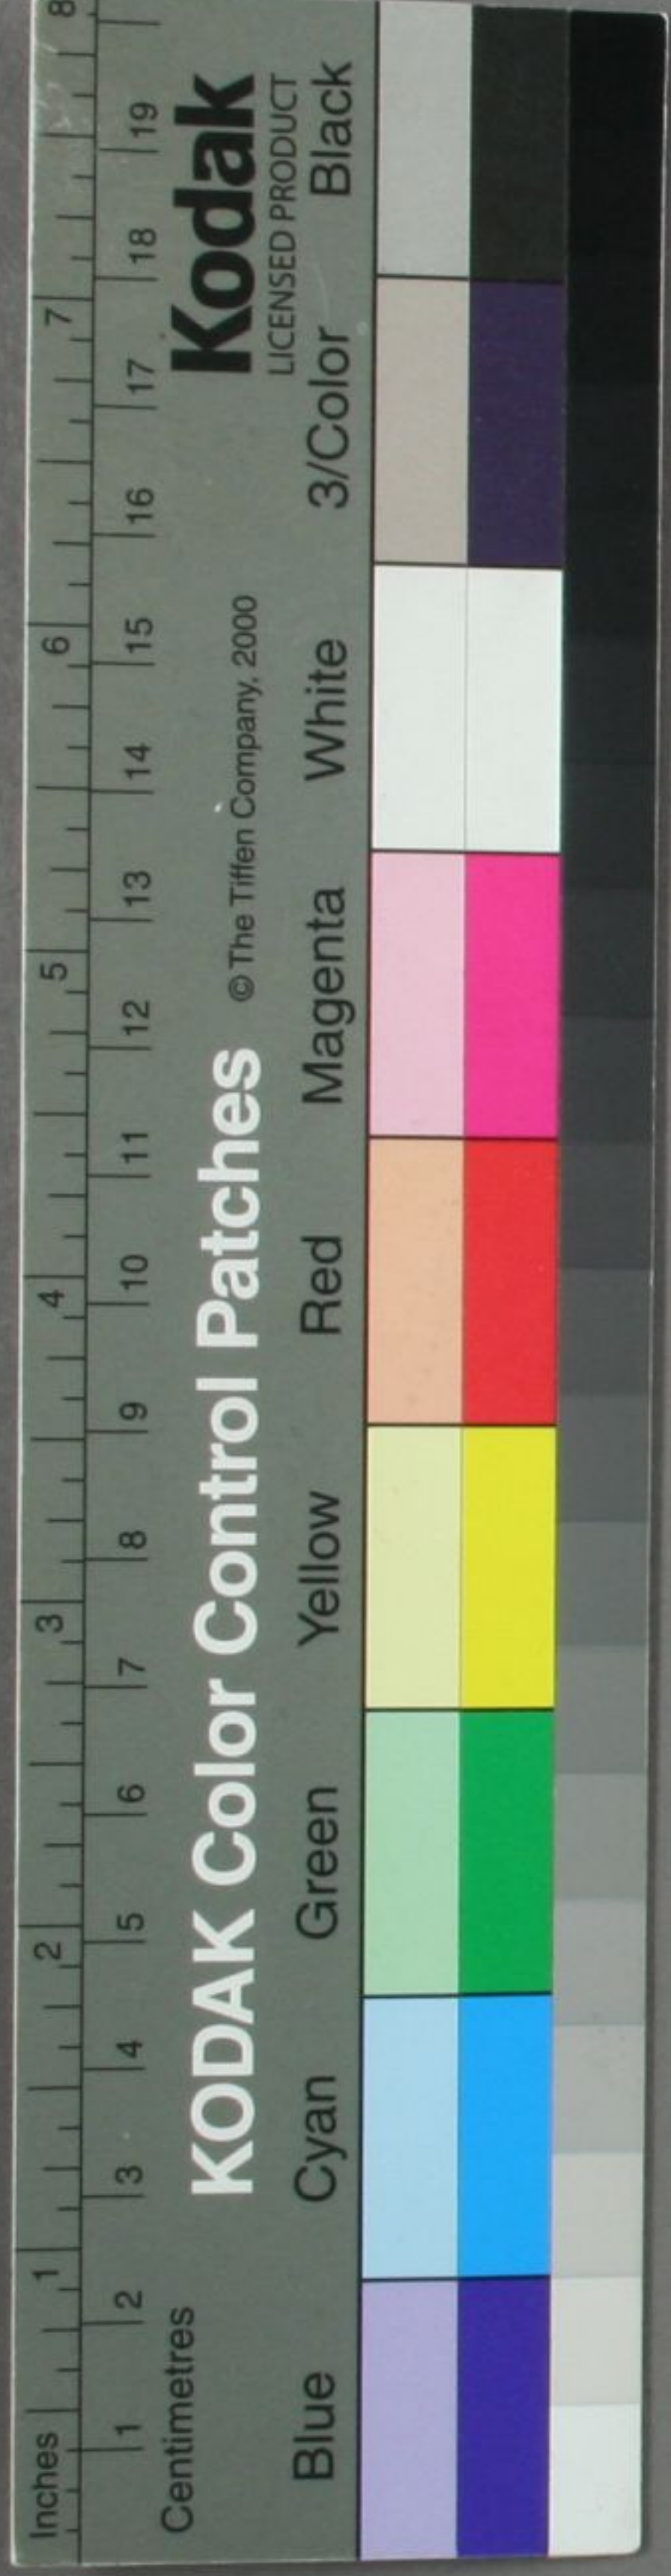 Inches 1 2 3 4 5 6 7 8
Centimetres 1 2 3 4 5 6 7 8 9 10 11 12 13 14 15 16 17 18 19
KODAK Color Control Patches © The Tiffen Company, 2000
Kodak
LICENSED PRODUCT
Blue Cyan Green Yellow Red Magenta White 3/Color Black